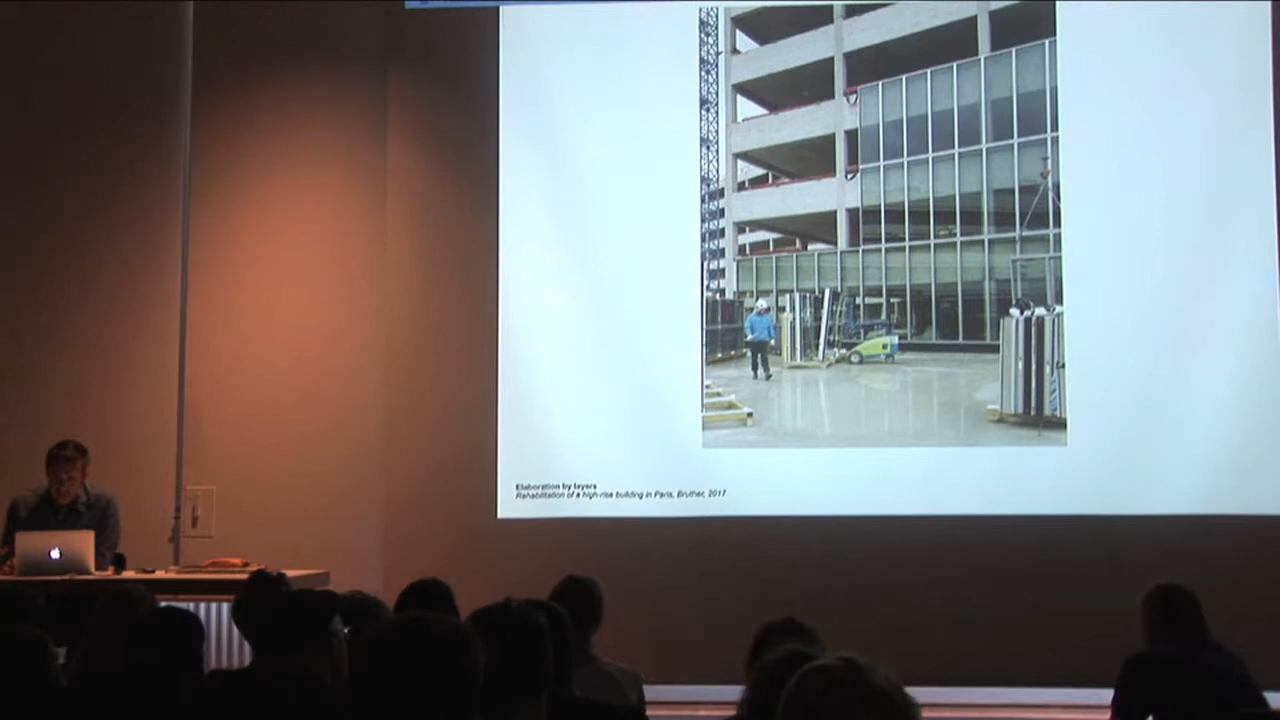 Elaboration by layers
Rehabilitation of a high-rise building in Paris, Bruther, 2017